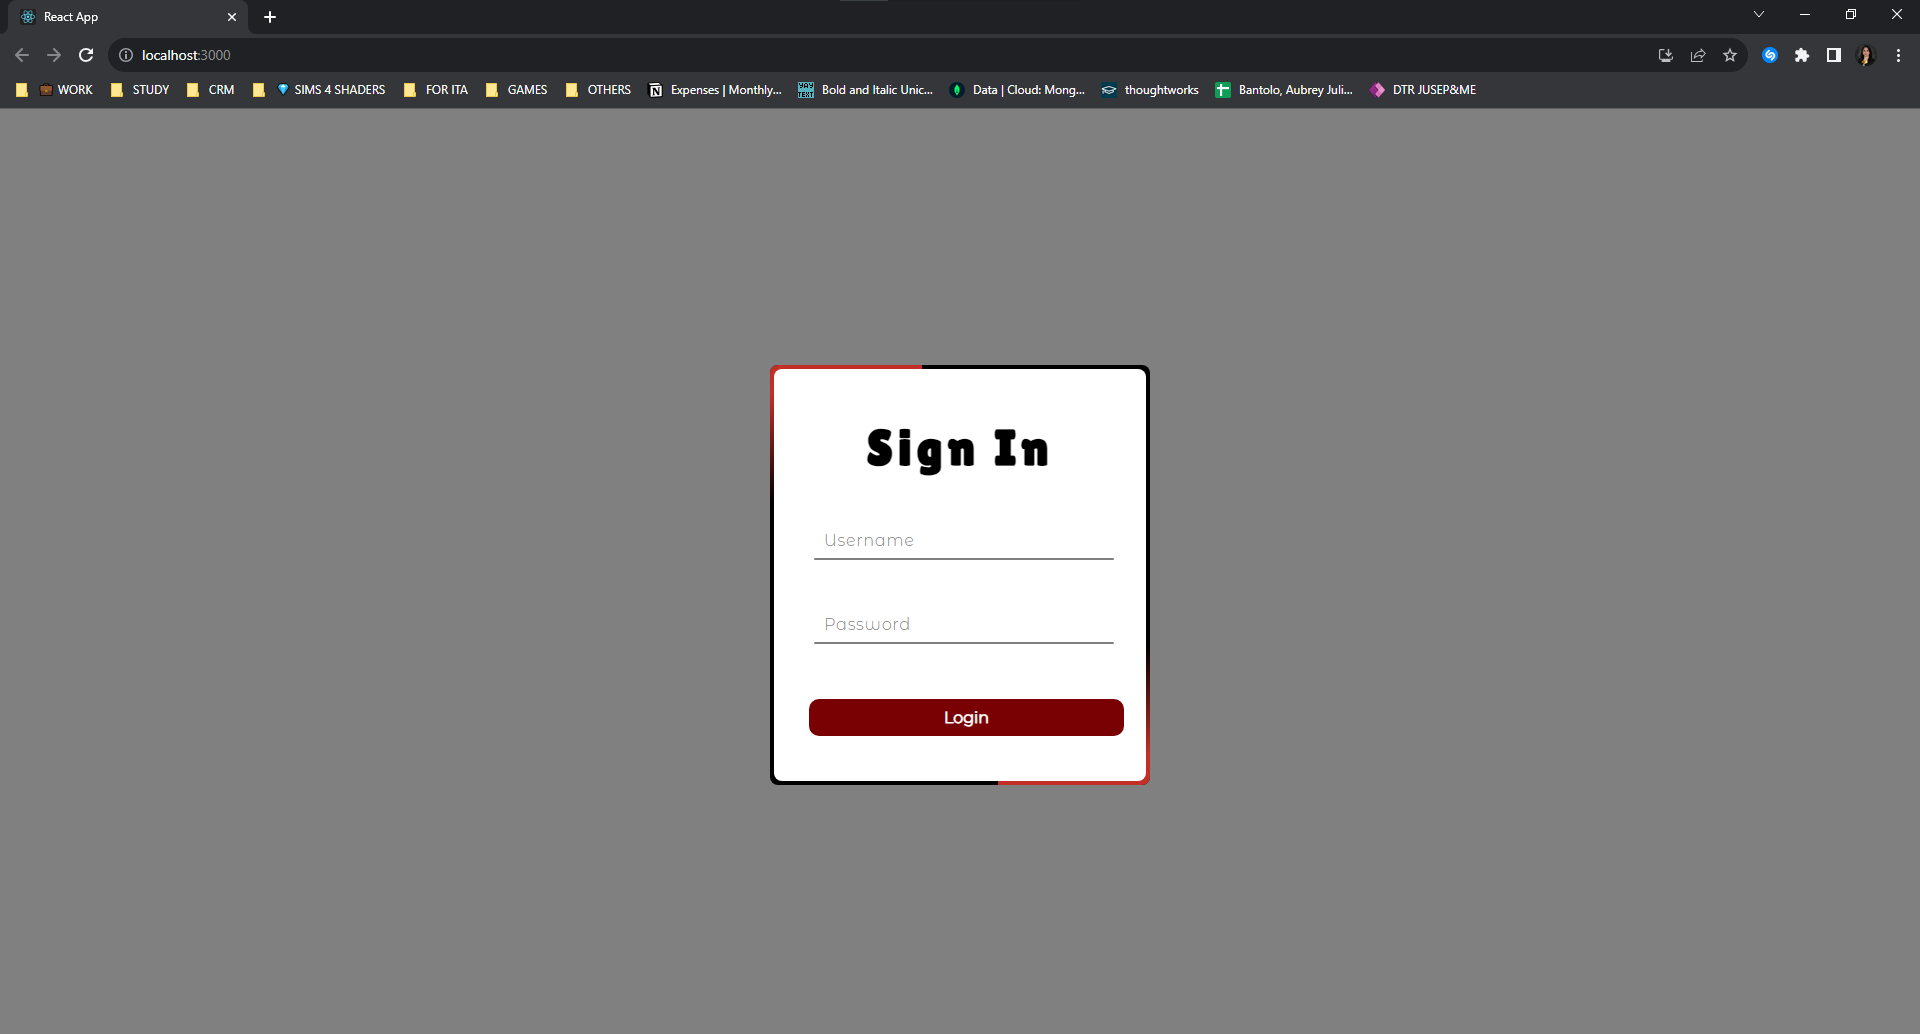 React App
localhost:3000
WORK STUDY CRM SIMS 4 SHADERS FOR ITA GAMES OTHERS Expenses | Monthly... Bold and Italic Unic... Data | Cloud: Mong... thoughtworks Bantolo, Aubrey Juli... DTR JUSEP&ME
Sign In
Username
Password
Login